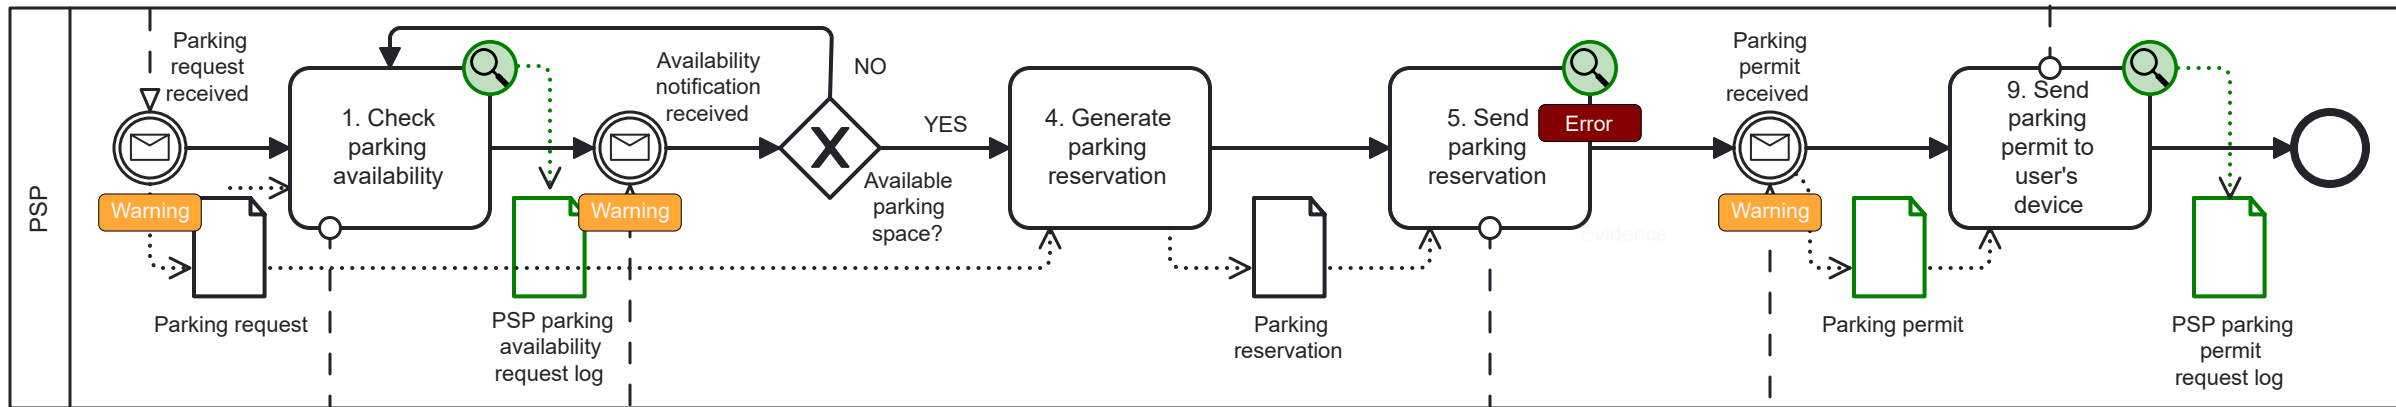 PSP
Parking
request
received
Warning
Parking request
1. Check
parking
availability
PSP parking
availability
request log
Availability
notification
received
Warning
NO
YES
Available
parking
space?
4. Generate
parking
reservation
Parking
reservation
5. Send
parking
reservation
Error
Evidence
Parking
permit
received
Warning
Parking permit
9. Send
parking
permit to
user's
device
PSP parking
permit
request log